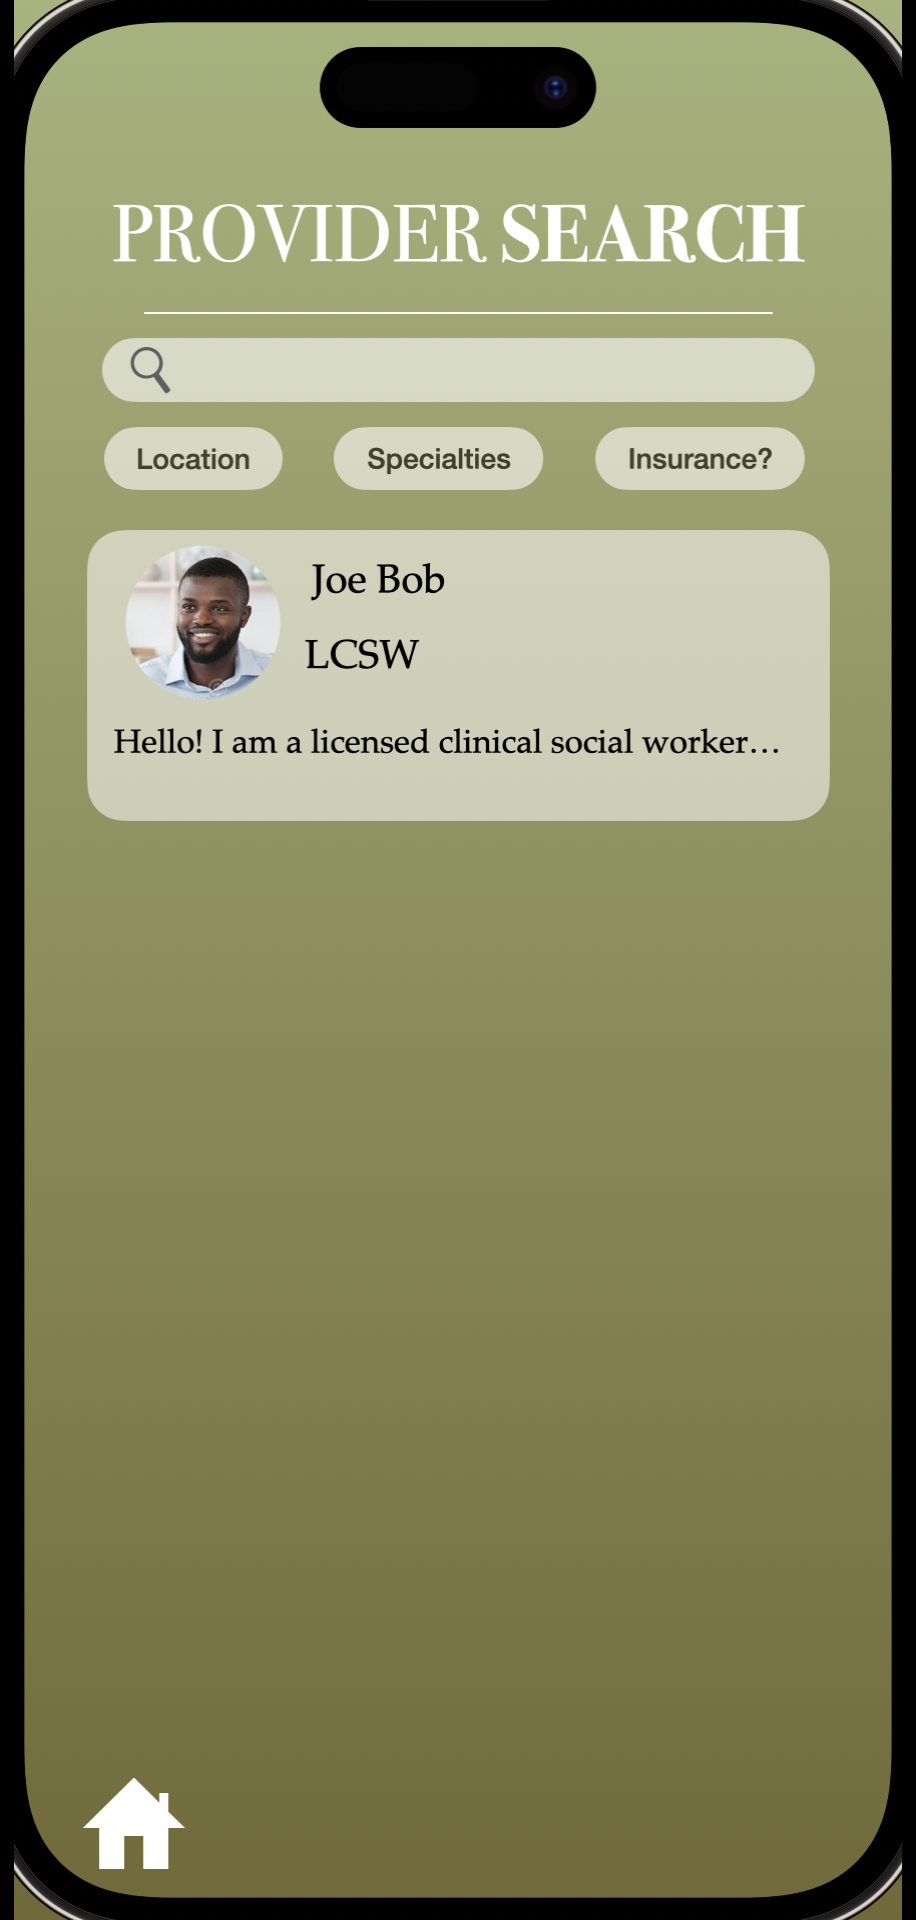 PROVIDER SEARCH
Location Specialties Insurance?
Joe Bob
LCSW
Hello! I am a licensed clinical social worker…